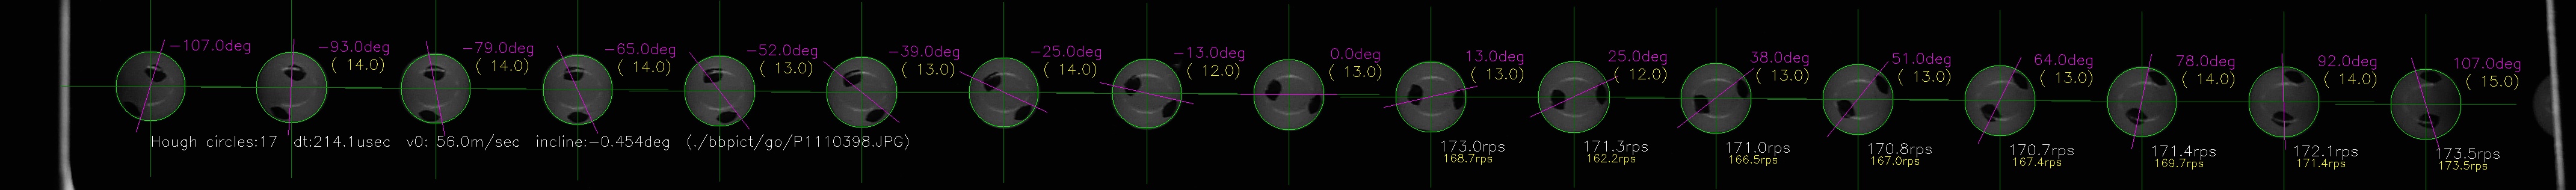 -107.0deg
-93.0deg
( 14.0)
-79.0deg
( 14.0)
-65.0deg
( 14.0)
-52.0deg
( 13.0)
-39.0deg
( 13.0)
-25.0deg
( 14.0)
-13.0deg
( 12.0)
0.0deg
( 13.0)
13.0deg
( 13.0)
25.0deg
( 12.0)
38.0deg
( 13.0)
51.0deg
( 13.0)
64.0deg
( 13.0)
78.0deg
( 14.0)
92.0deg
( 14.0)
107.0deg
( 15.0)
Hough circles:17 dt:214.1usec v0: 56.0m/sec incline:-0.454deg (./bbpict/go/P1110398.JPG)
173.0rps
168.7rps
171.3rps
162.2rps
171.0rps
166.5rps
170.8rps
167.0rps
170.7rps
167.4rps
171.4rps
169.7rps
172.1rps
171.4rps
173.5rps
173.5rps